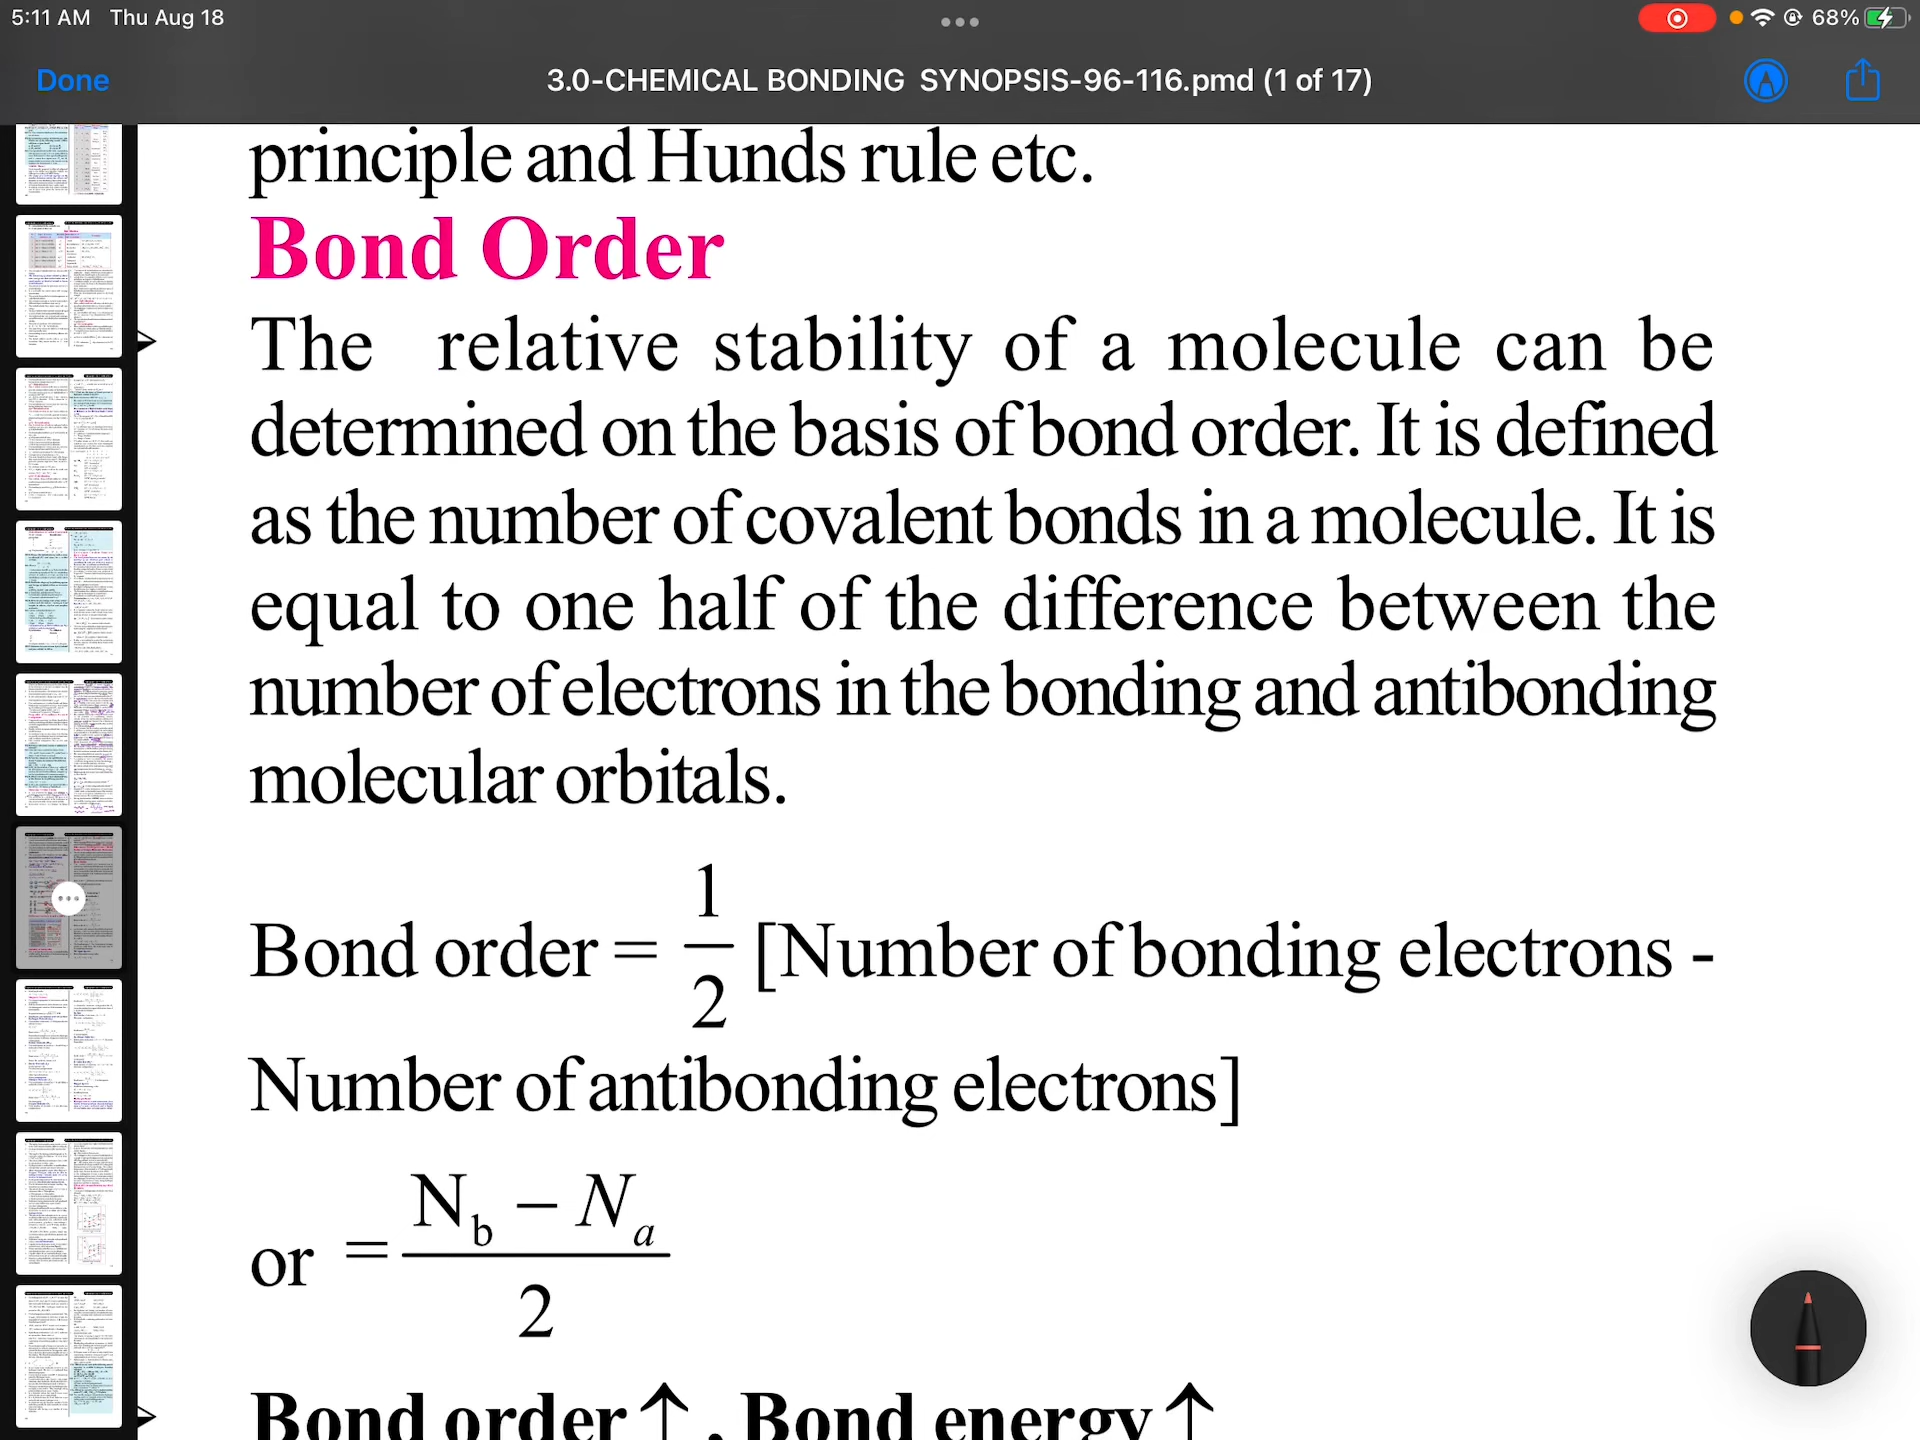 5:11 AM Thu Aug 18
68%
Done
3.0-CHEMICAL BONDING SYNOPSIS-96-116.pmd (1 of 17)
principle and Hunds rule etc.
Bond Order
The relative stability of a molecule can be
determined on the basis of bond order. It is defined
as the number of covalent bonds in a molecule. It is
equal to one half of the difference between the
number of electrons in the bonding and antibonding
molecular orbitals.
Bond order = 1/2 [Number of bonding electrons -
Number of antibonding electrons]
or = (N_b − N_a)/2
Bond order ↑, Bond energy ↑